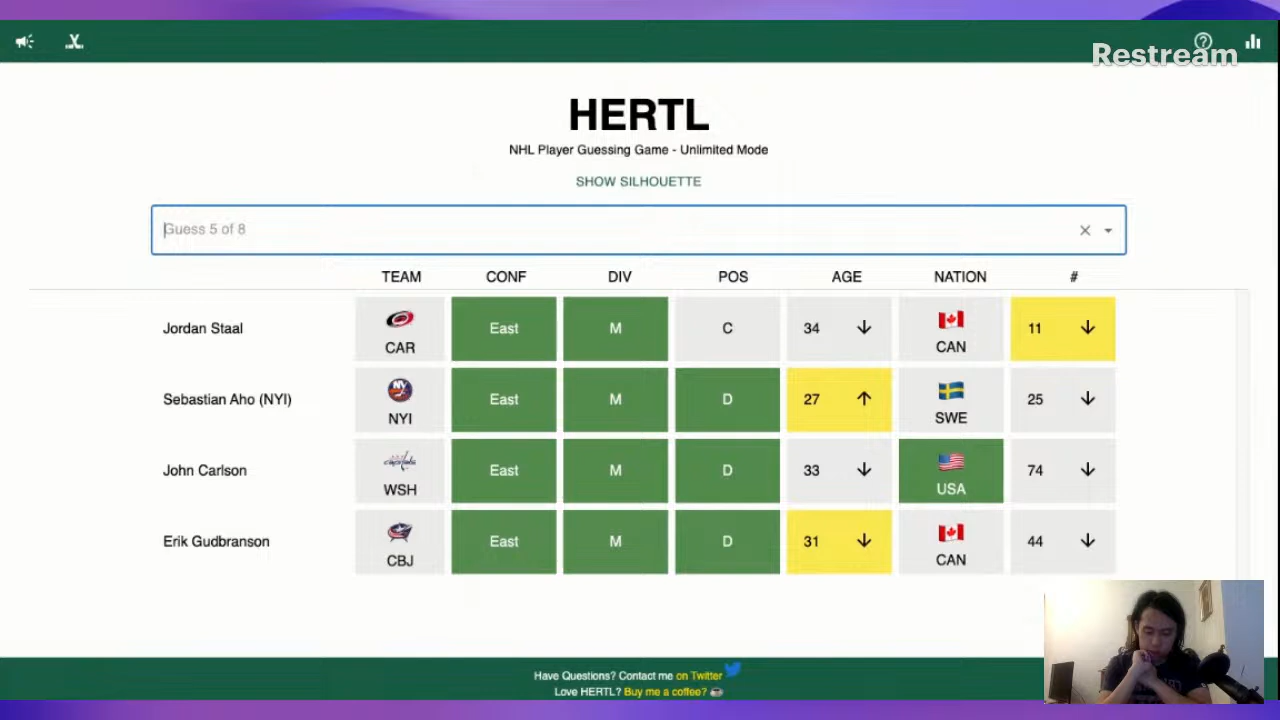 Restream
HERTL
NHL Player Guessing Game - Unlimited Mode
SHOW SILHOUETTE
Guess 5 of 8
TEAM CONF DIV POS AGE NATION #
Jordan Staal CAR East M C 34 CAN 11
Sebastian Aho (NYI) NYI East M D 27 SWE 25
John Carlson WSH East M D 33 USA 74
Erik Gudbranson CBJ East M D 31 CAN 44
Have Questions? Contact me on Twitter
Love HERTL? Buy me a coffee?